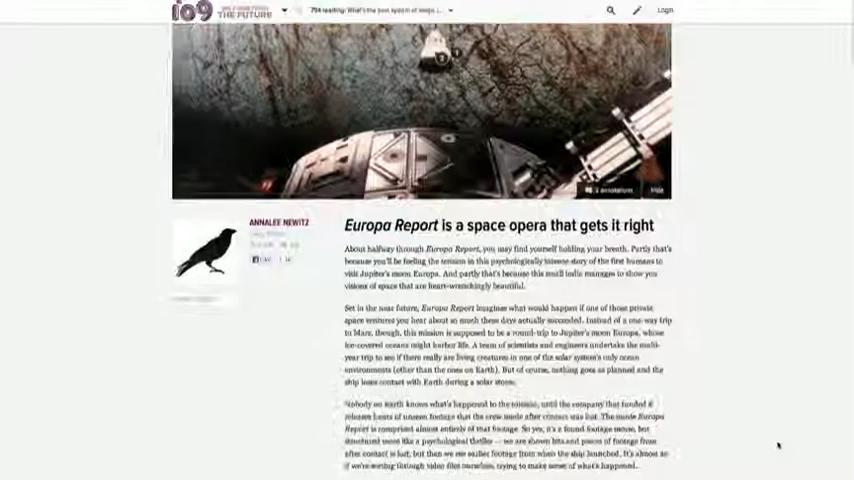 io9
THE FUTURE
Login
2 annotations Hide
ANNALEE NEWITZ
Europa Report is a space opera that gets it right
About halfway through Europa Report, you may find yourself holding your breath. Partly that's
because you'll be feeling the tension in this psychologically intense story of the first humans to
visit Jupiter's moon Europa. And partly that's because this small indie manages to show you
visions of space that are heart-wrenchingly beautiful.
Set in the near future, Europa Report imagines what would happen if one of those private
space ventures you hear about so much these days actually succeeded. Instead of a one-way trip
to Mars, though, this mission is supposed to be a round-trip to Jupiter's moon Europa, whose
ice-covered oceans might harbor life. A team of scientists and engineers undertake the multi-
year trip to see if there really are living creatures in one of the solar system's only ocean
environments (other than the ones on Earth). But of course, nothing goes as planned and the
ship loses contact with Earth during a solar storm.
Nobody on earth knows what's happened to the mission, until the company that funded it
releases hours of unseen footage that the crew made after contact was lost. The movie Europa
Report is comprised almost entirely of that footage. So yes, it's a found footage movie, but
structured more like a psychological thriller — we are shown bits and pieces of footage from
after contact is lost, but then we see earlier footage from when the ship launched. It's almost as
if we're sorting through video files ourselves, trying to make sense of what's happened.